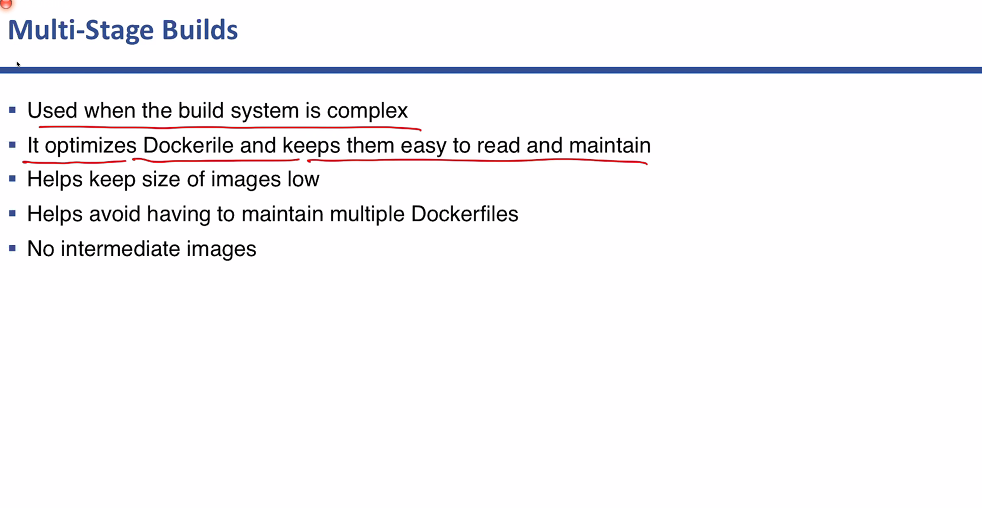 Multi-Stage Builds
Used when the build system is complex
It optimizes Dockerile and keeps them easy to read and maintain
Helps keep size of images low
Helps avoid having to maintain multiple Dockerfiles
No intermediate images